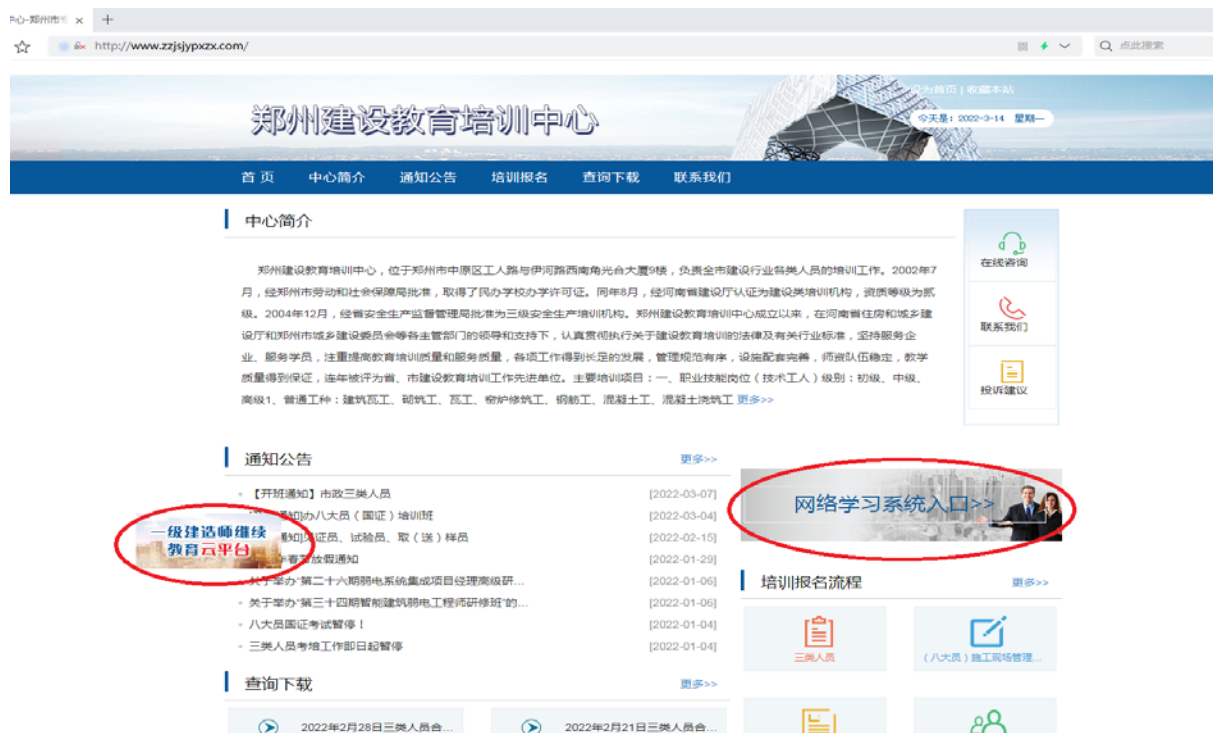 中心-郑州市
http://www.zzjsjypxzx.com/
点此搜索
设为首页 | 收藏本站
郑州建设教育培训中心
今天是：2022-3-14 星期一
首 页 中心简介 通知公告 培训报名 查询下载 联系我们
中心简介
郑州建设教育培训中心，位于郑州市中原区工人路与伊河路西南角光合大厦9楼，负责全市建设行业各类人员的培训工作。2002年7
月，经郑州市劳动和社会保障局批准，取得了民办学校办学许可证。同年8月，经河南省建设厅认证为建设类培训机构，资质等级为贰
级。2004年12月，经省安全生产监督管理局批准为三级安全生产培训机构。郑州建设教育培训中心成立以来，在河南省住房和城乡建
设厅和郑州市城乡建设委员会等各主管部门的领导和支持下，认真贯彻执行关于建设教育培训的法律及有关行业标准，坚持服务企
业、服务学员，注重提高教育培训质量和服务质量，各项工作得到长足的发展，管理规范有序，设施配套完善，师资队伍稳定，教学
质量得到保证，连年被评为省、市建设教育培训工作先进单位。主要培训项目：一、职业技能岗位（技术工人）级别：初级、中级、
高级1、普通工种：建筑瓦工、砌筑工、瓦工、窑炉修筑工、钢筋工、混凝土工、混凝土浇筑工 更多>>
在线咨询
联系我们
投诉建议
通知公告 更多>>
【开班通知】市政三类人员 [2022-03-07]
通知]办八大员（国证）培训班 [2022-03-04]
通知]见证员、试验员、取（送）样员 [2022-02-15]
春节放假通知 [2022-01-29]
关于举办“第二十六期弱电系统集成项目经理高级研... [2022-01-06]
关于举办“第三十四期智能建筑弱电工程师研修班”的... [2022-01-06]
八大员国证考试暂停！ [2022-01-04]
三类人员考培工作即日起暂停 [2022-01-04]
一级建造师继续
教育云平台
网络学习系统入口>>
培训报名流程 更多>>
三类人员
（八大员）施工现场管理...
查询下载 更多>>
2022年2月28日三类人员合...
2022年2月21日三类人员合...